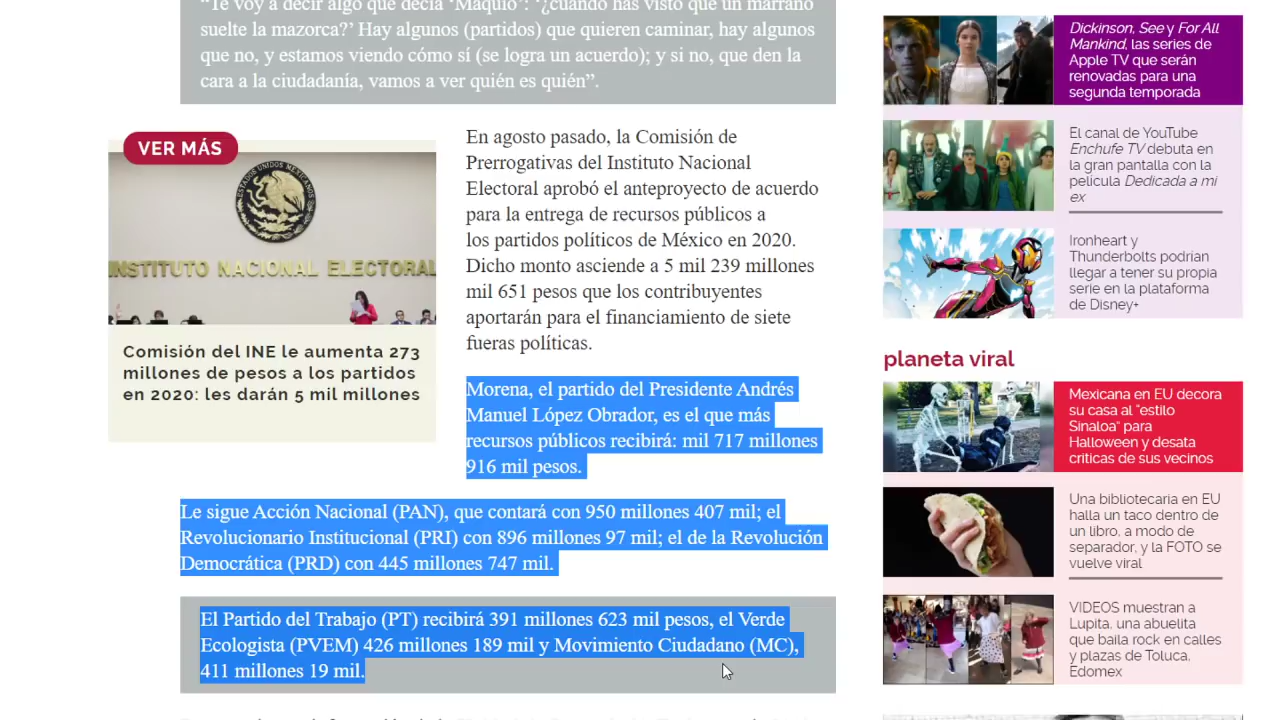 “Te voy a decir algo que decía ‘Maquío’: ‘¿cuándo has visto que un marrano
suelte la mazorca?’ Hay algunos (partidos) que quieren caminar, hay algunos
que no, y estamos viendo cómo sí (se logra un acuerdo); y si no, que den la
cara a la ciudadanía, vamos a ver quién es quién”.
VER MÁS
INSTITUTO NACIONAL ELECTORAL
Comisión del INE le aumenta 273
millones de pesos a los partidos
en 2020: les darán 5 mil millones
En agosto pasado, la Comisión de
Prerrogativas del Instituto Nacional
Electoral aprobó el anteproyecto de acuerdo
para la entrega de recursos públicos a
los partidos políticos de México en 2020.
Dicho monto asciende a 5 mil 239 millones
mil 651 pesos que los contribuyentes
aportarán para el financiamiento de siete
fueras políticas.
Morena, el partido del Presidente Andrés
Manuel López Obrador, es el que más
recursos públicos recibirá: mil 717 millones
916 mil pesos.
Le sigue Acción Nacional (PAN), que contará con 950 millones 407 mil; el
Revolucionario Institucional (PRI) con 896 millones 97 mil; el de la Revolución
Democrática (PRD) con 445 millones 747 mil.
El Partido del Trabajo (PT) recibirá 391 millones 623 mil pesos, el Verde
Ecologista (PVEM) 426 millones 189 mil y Movimiento Ciudadano (MC),
411 millones 19 mil.
Dickinson, See y For All
Mankind, las series de
Apple TV que serán
renovadas para una
segunda temporada
El canal de YouTube
Enchufe TV debuta en
la gran pantalla con la
película Dedicada a mi
ex
Ironheart y
Thunderbolts podrían
llegar a tener su propia
serie en la plataforma
de Disney+
planeta viral
Mexicana en EU decora
su casa al “estilo
Sinaloa” para
Halloween y desata
críticas de sus vecinos
Una bibliotecaria en EU
halla un taco dentro de
un libro, a modo de
separador, y la FOTO se
vuelve viral
VIDEOS muestran a
Lupita, una abuelita
que baila rock en calles
y plazas de Toluca,
Edomex